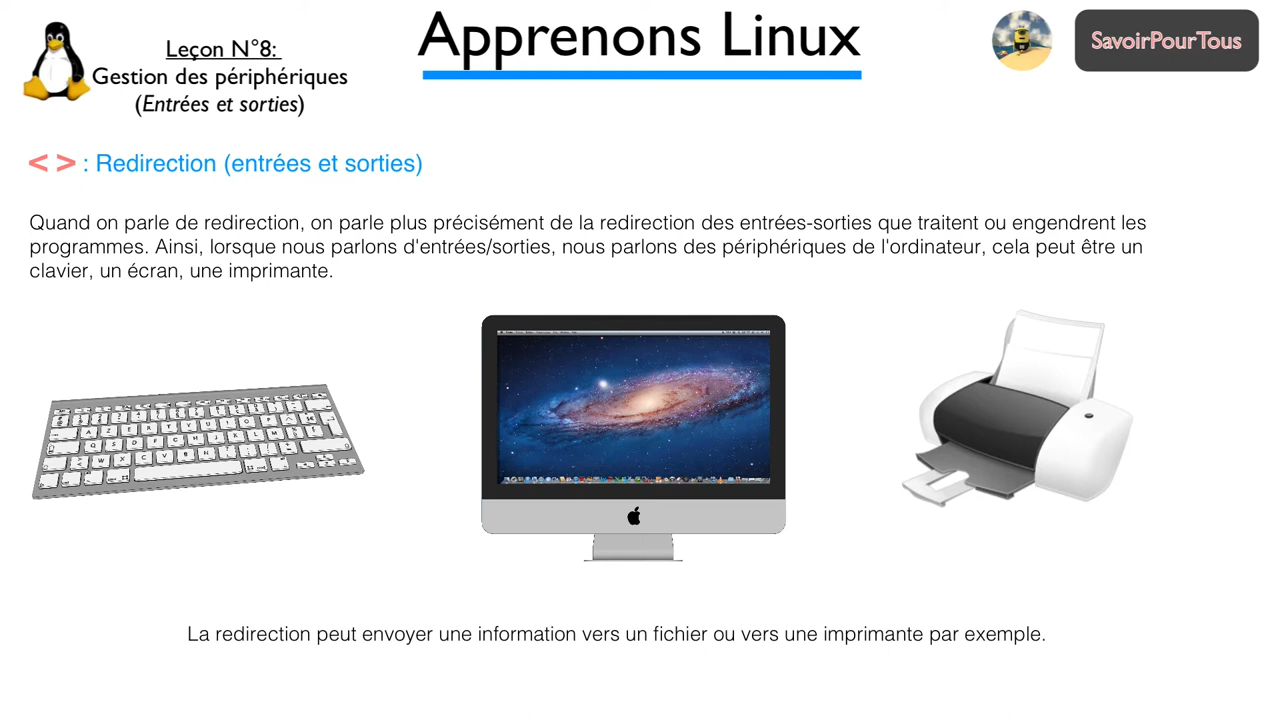 Apprenons Linux
Leçon N°8:
Gestion des périphériques
(Entrées et sorties)
SavoirPourTous
< > : Redirection (entrées et sorties)
Quand on parle de redirection, on parle plus précisément de la redirection des entrées-sorties que traitent ou engendrent les
programmes. Ainsi, lorsque nous parlons d'entrées/sorties, nous parlons des périphériques de l'ordinateur, cela peut être un
clavier, un écran, une imprimante.
La redirection peut envoyer une information vers un fichier ou vers une imprimante par exemple.